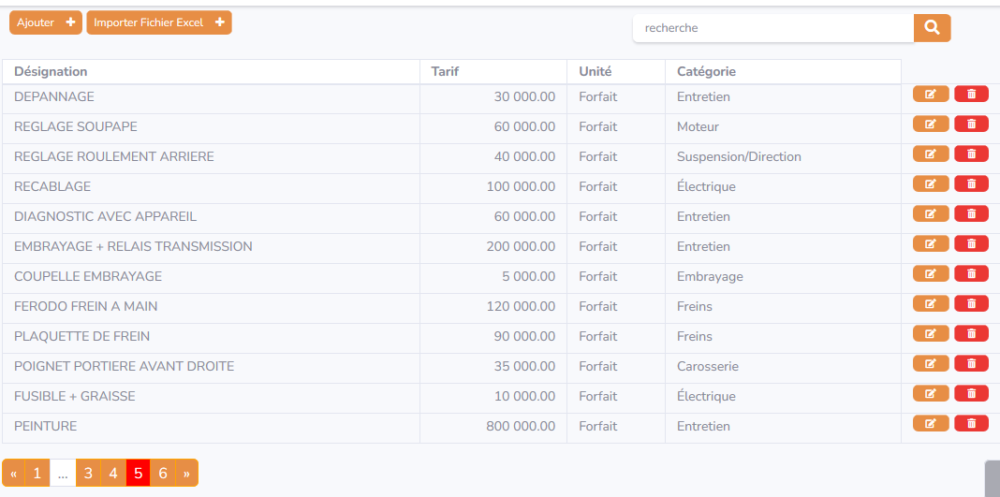 Ajouter + Importer Fichier Excel + recherche
Désignation Tarif Unité Catégorie
DEPANNAGE 30 000.00 Forfait Entretien
REGLAGE SOUPAPE 60 000.00 Forfait Moteur
REGLAGE ROULEMENT ARRIERE 40 000.00 Forfait Suspension/Direction
RECABLAGE 100 000.00 Forfait Électrique
DIAGNOSTIC AVEC APPAREIL 60 000.00 Forfait Entretien
EMBRAYAGE + RELAIS TRANSMISSION 200 000.00 Forfait Entretien
COUPELLE EMBRAYAGE 5 000.00 Forfait Embrayage
FERODO FREIN A MAIN 120 000.00 Forfait Freins
PLAQUETTE DE FREIN 90 000.00 Forfait Freins
POIGNET PORTIERE AVANT DROITE 35 000.00 Forfait Carosserie
FUSIBLE + GRAISSE 10 000.00 Forfait Électrique
PEINTURE 800 000.00 Forfait Entretien
« 1 ... 3 4 5 6 »